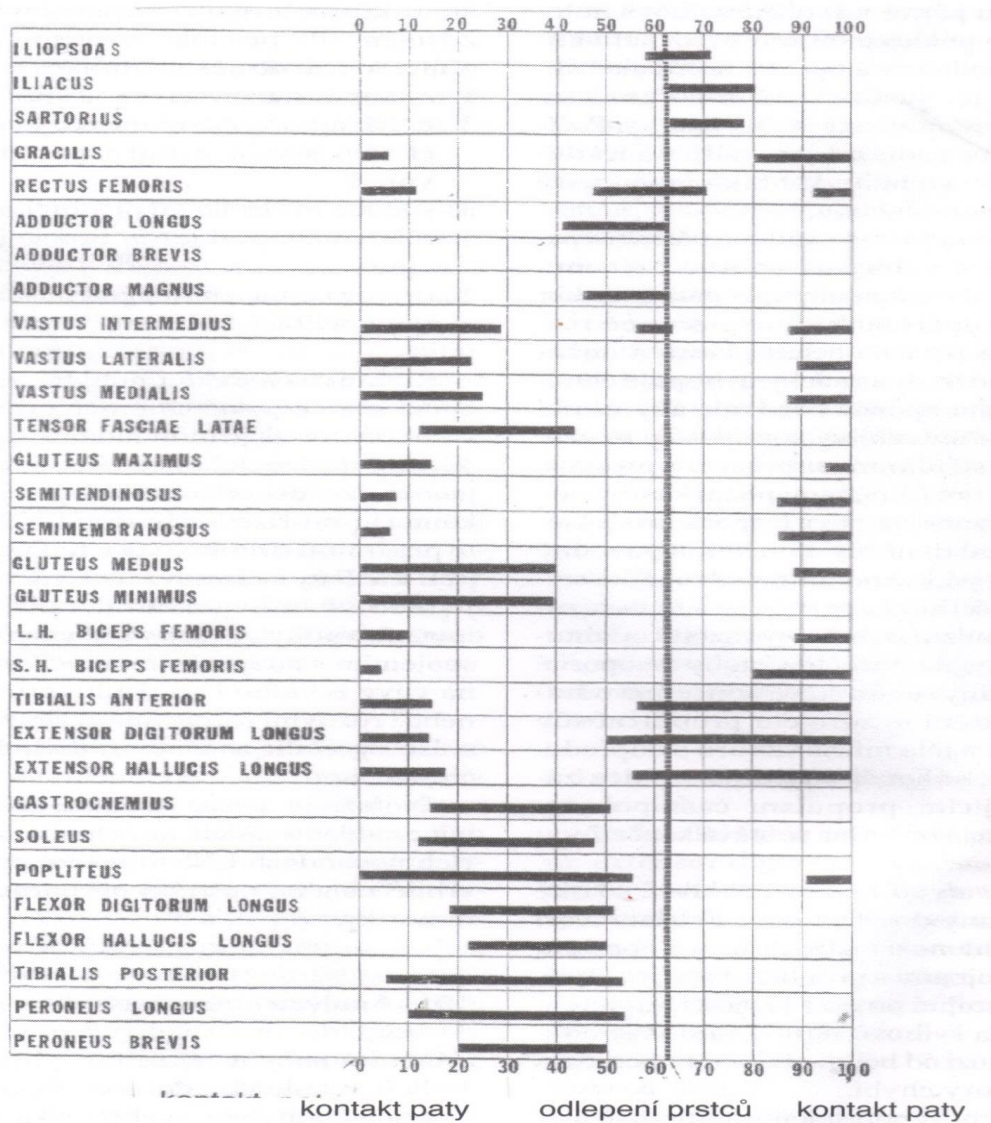 0 10 20 30 40 50 60 70 80 90 100
ILIOPSOAS
ILIACUS
SARTORIUS
GRACILIS
RECTUS FEMORIS
ADDUCTOR LONGUS
ADDUCTOR BREVIS
ADDUCTOR MAGNUS
VASTUS INTERMEDIUS
VASTUS LATERALIS
VASTUS MEDIALIS
TENSOR FASCIAE LATAE
GLUTEUS MAXIMUS
SEMITENDINOSUS
SEMIMEMBRANOSUS
GLUTEUS MEDIUS
GLUTEUS MINIMUS
L.H. BICEPS FEMORIS
S.H. BICEPS FEMORIS
TIBIALIS ANTERIOR
EXTENSOR DIGITORUM LONGUS
EXTENSOR HALLUCIS LONGUS
GASTROCNEMIUS
SOLEUS
POPLITEUS
FLEXOR DIGITORUM LONGUS
FLEXOR HALLUCIS LONGUS
TIBIALIS POSTERIOR
PERONEUS LONGUS
PERONEUS BREVIS
0 10 20 30 40 50 60 70 80 90 100
kontakt paty odlepení prstců kontakt paty